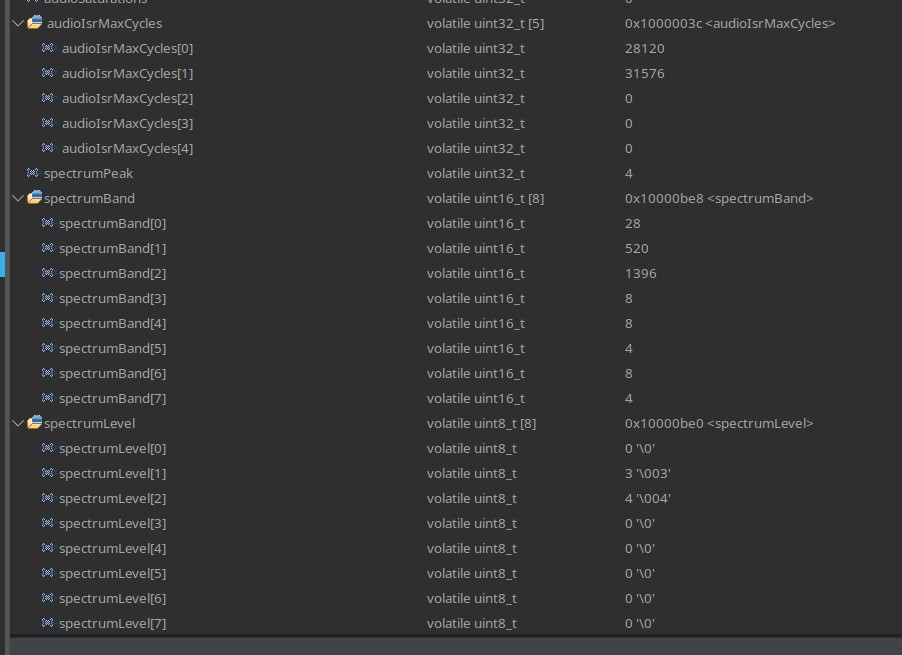 audioSaturations volatile uint32_t 0
audioIsrMaxCycles volatile uint32_t [5] 0x1000003c <audioIsrMaxCycles>
audioIsrMaxCycles[0] volatile uint32_t 28120
audioIsrMaxCycles[1] volatile uint32_t 31576
audioIsrMaxCycles[2] volatile uint32_t 0
audioIsrMaxCycles[3] volatile uint32_t 0
audioIsrMaxCycles[4] volatile uint32_t 0
spectrumPeak volatile uint32_t 4
spectrumBand volatile uint16_t [8] 0x10000be8 <spectrumBand>
spectrumBand[0] volatile uint16_t 28
spectrumBand[1] volatile uint16_t 520
spectrumBand[2] volatile uint16_t 1396
spectrumBand[3] volatile uint16_t 8
spectrumBand[4] volatile uint16_t 8
spectrumBand[5] volatile uint16_t 4
spectrumBand[6] volatile uint16_t 8
spectrumBand[7] volatile uint16_t 4
spectrumLevel volatile uint8_t [8] 0x10000be0 <spectrumLevel>
spectrumLevel[0] volatile uint8_t 0 '\0'
spectrumLevel[1] volatile uint8_t 3 '\003'
spectrumLevel[2] volatile uint8_t 4 '\004'
spectrumLevel[3] volatile uint8_t 0 '\0'
spectrumLevel[4] volatile uint8_t 0 '\0'
spectrumLevel[5] volatile uint8_t 0 '\0'
spectrumLevel[6] volatile uint8_t 0 '\0'
spectrumLevel[7] volatile uint8_t 0 '\0'